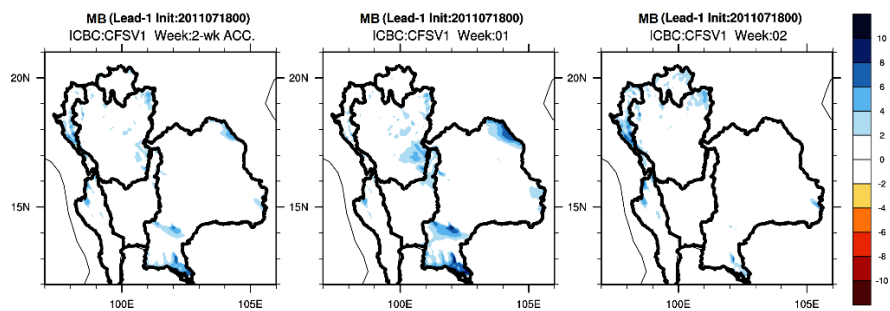 MB (Lead-1 Init:2011071800)
ICBC:CFSV1 Week:2-wk ACC.
20N
15N
100E
105E
MB (Lead-1 Init:2011071800)
ICBC:CFSV1 Week:01
20N
15N
100E
105E
MB (Lead-1 Init:2011071800)
ICBC:CFSV1 Week:02
20N
15N
100E
105E
10
8
6
4
2
0
-2
-4
-6
-8
-10